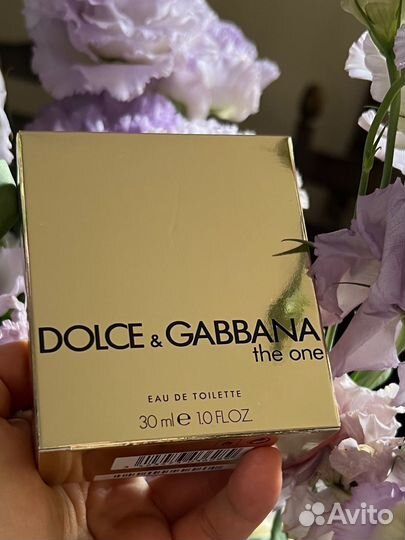 DOLCE & GABBANA
the one
EAU DE TOILETTE
30 ml e 1.0 FL.OZ.
Avito